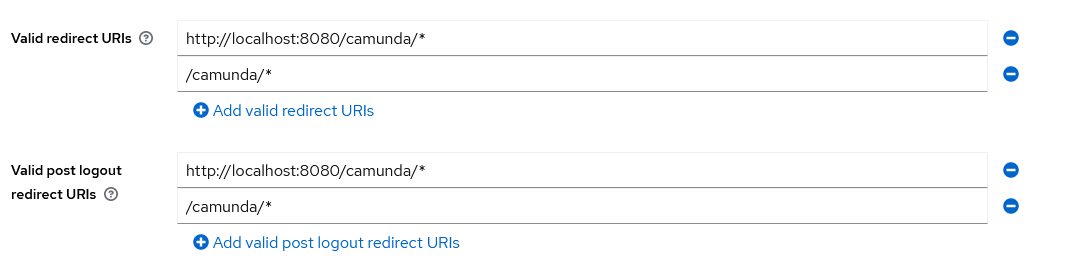 Valid redirect URIs
http://localhost:8080/camunda/*
/camunda/*
Add valid redirect URIs
Valid post logout
redirect URIs
http://localhost:8080/camunda/*
/camunda/*
Add valid post logout redirect URIs